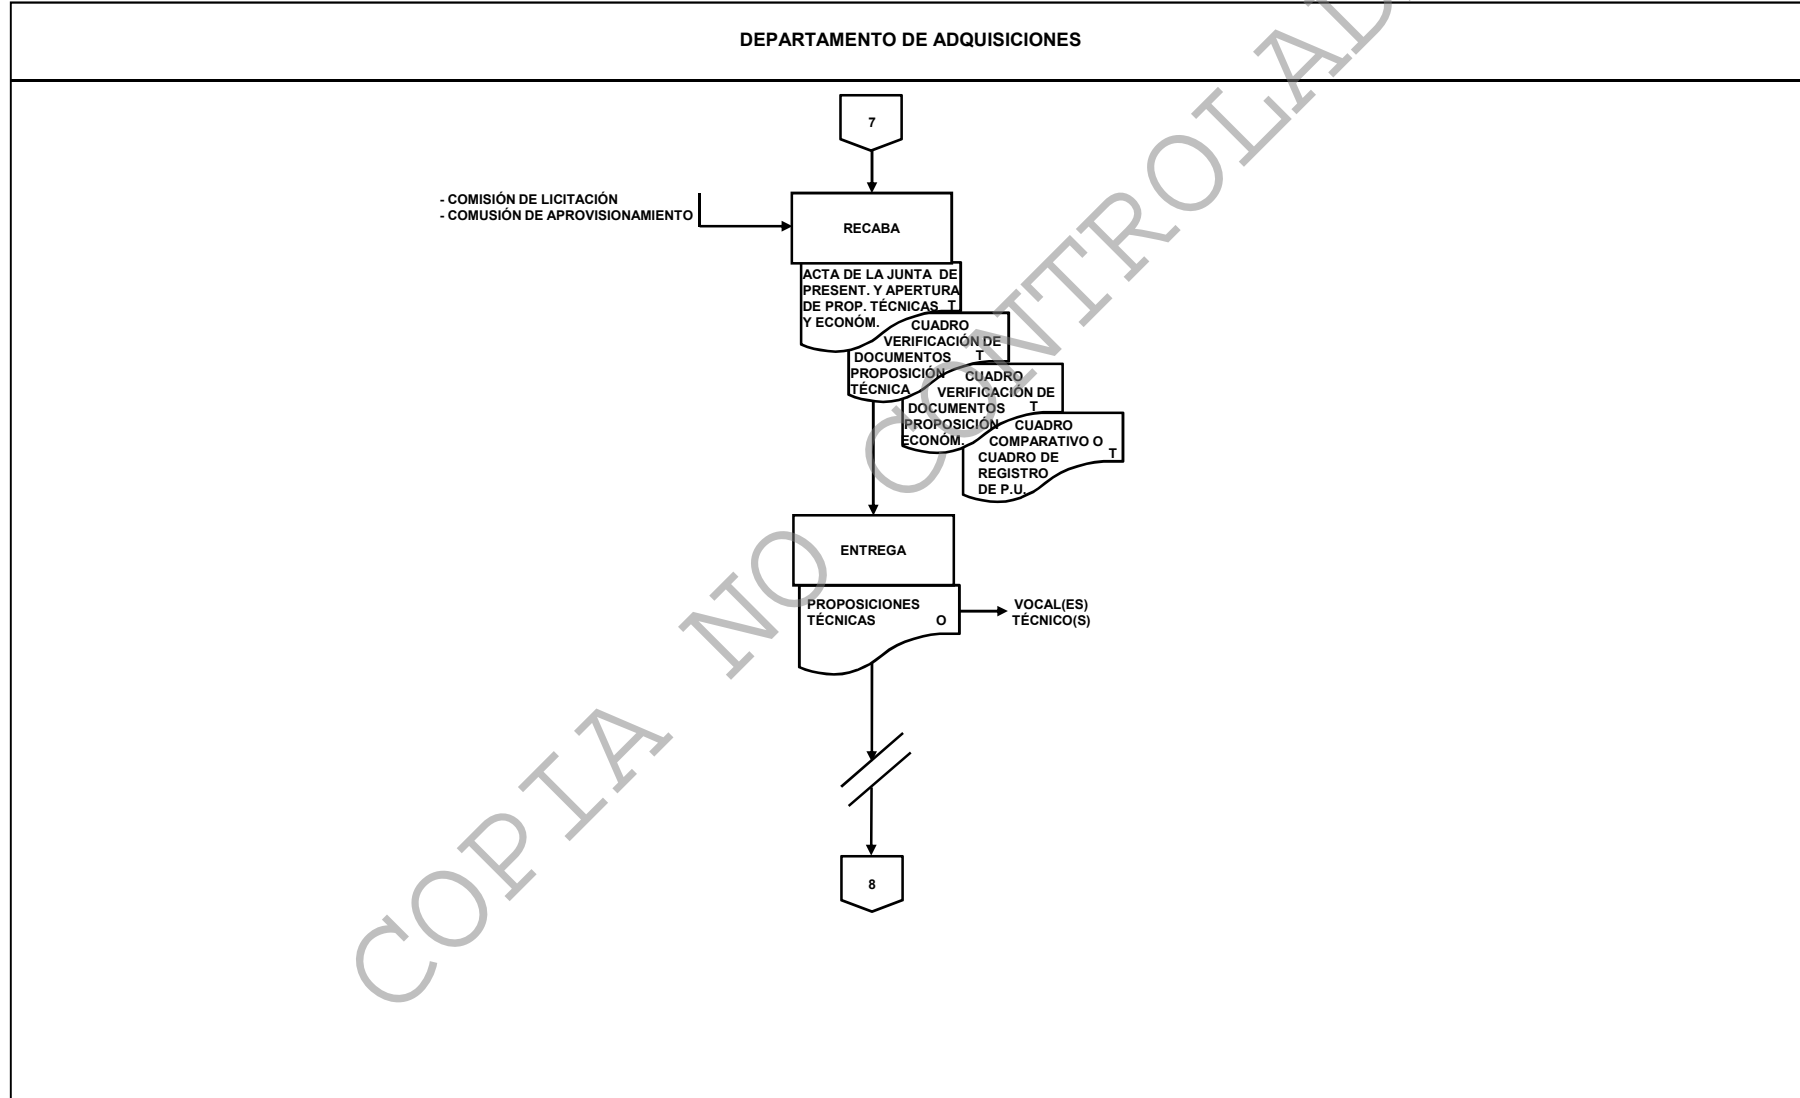 DEPARTAMENTO DE ADQUISICIONES
7
- COMISIÓN DE LICITACIÓN
- COMUSIÓN DE APROVISIONAMIENTO
RECABA
ACTA DE LA JUNTA DE
PRESENT. Y APERTURA
DE PROP. TÉCNICAS T
Y ECONÓM.
CUADRO
VERIFICACIÓN DE
DOCUMENTOS T
PROPOSICIÓN
TÉCNICA
CUADRO
VERIFICACIÓN DE
DOCUMENTOS T
PROPOSICIÓN
ECONÓM.
CUADRO
COMPARATIVO O
CUADRO DE T
REGISTRO
DE P.U.
ENTREGA
PROPOSICIONES
TÉCNICAS O
VOCAL(ES)
TÉCNICO(S)
8
COPIA NO CONTROLAD